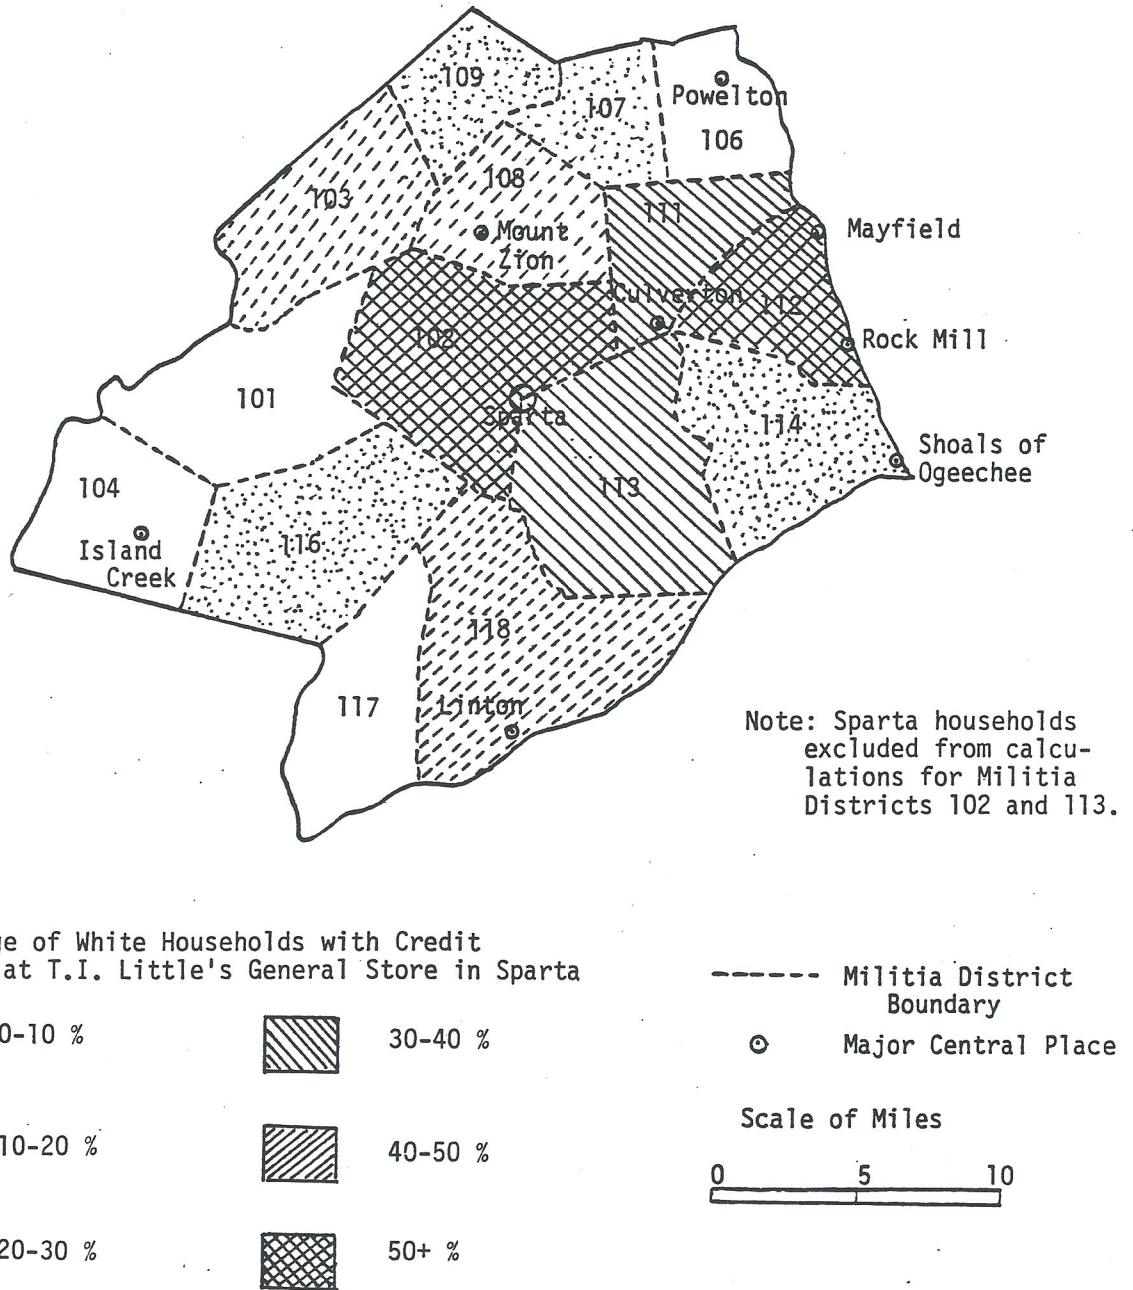 109
107
Powelton
106
103
108
111
Mount
Zion
Mayfield
Culverton
112
102
Rock Mill
101
Sparta
114
Shoals of
Ogeechee
104
113
Island
Creek
116
118
117
Linton
Note: Sparta households
excluded from calcu-
lations for Militia
Districts 102 and 113.
ge of White Households with Credit
at T.I. Little's General Store in Sparta
0-10 %
30-40 %
10-20 %
40-50 %
20-30 %
50+ %
Militia District
Boundary
Major Central Place
Scale of Miles
0 5 10